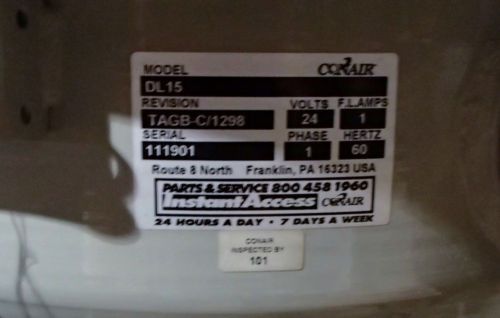 MODEL CONAIR
DL15
REVISION VOLTS F.L.AMPS
TAGB-C/1298 24 1
SERIAL PHASE HERTZ
111901 1 60
Route 8 North Franklin, PA 16323 USA
PARTS & SERVICE 800 458 1960
InstantAccess CONAIR
24 HOURS A DAY • 7 DAYS A WEEK
CONAIR
INSPECTED BY
101